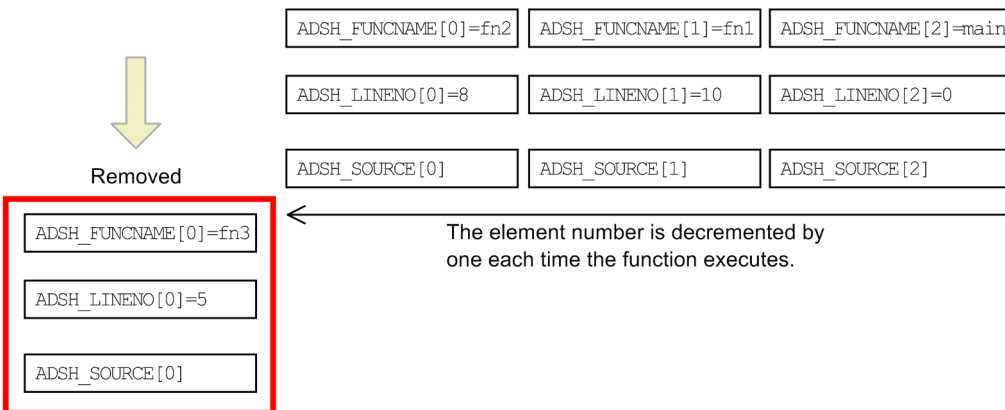 ADSH_FUNCNAME[0]=fn2 ADSH_FUNCNAME[1]=fn1 ADSH_FUNCNAME[2]=main
ADSH_LINENO[0]=8 ADSH_LINENO[1]=10 ADSH_LINENO[2]=0
ADSH_SOURCE[0] ADSH_SOURCE[1] ADSH_SOURCE[2]
Removed
ADSH_FUNCNAME[0]=fn3
ADSH_LINENO[0]=5
ADSH_SOURCE[0]
The element number is decremented by
one each time the function executes.